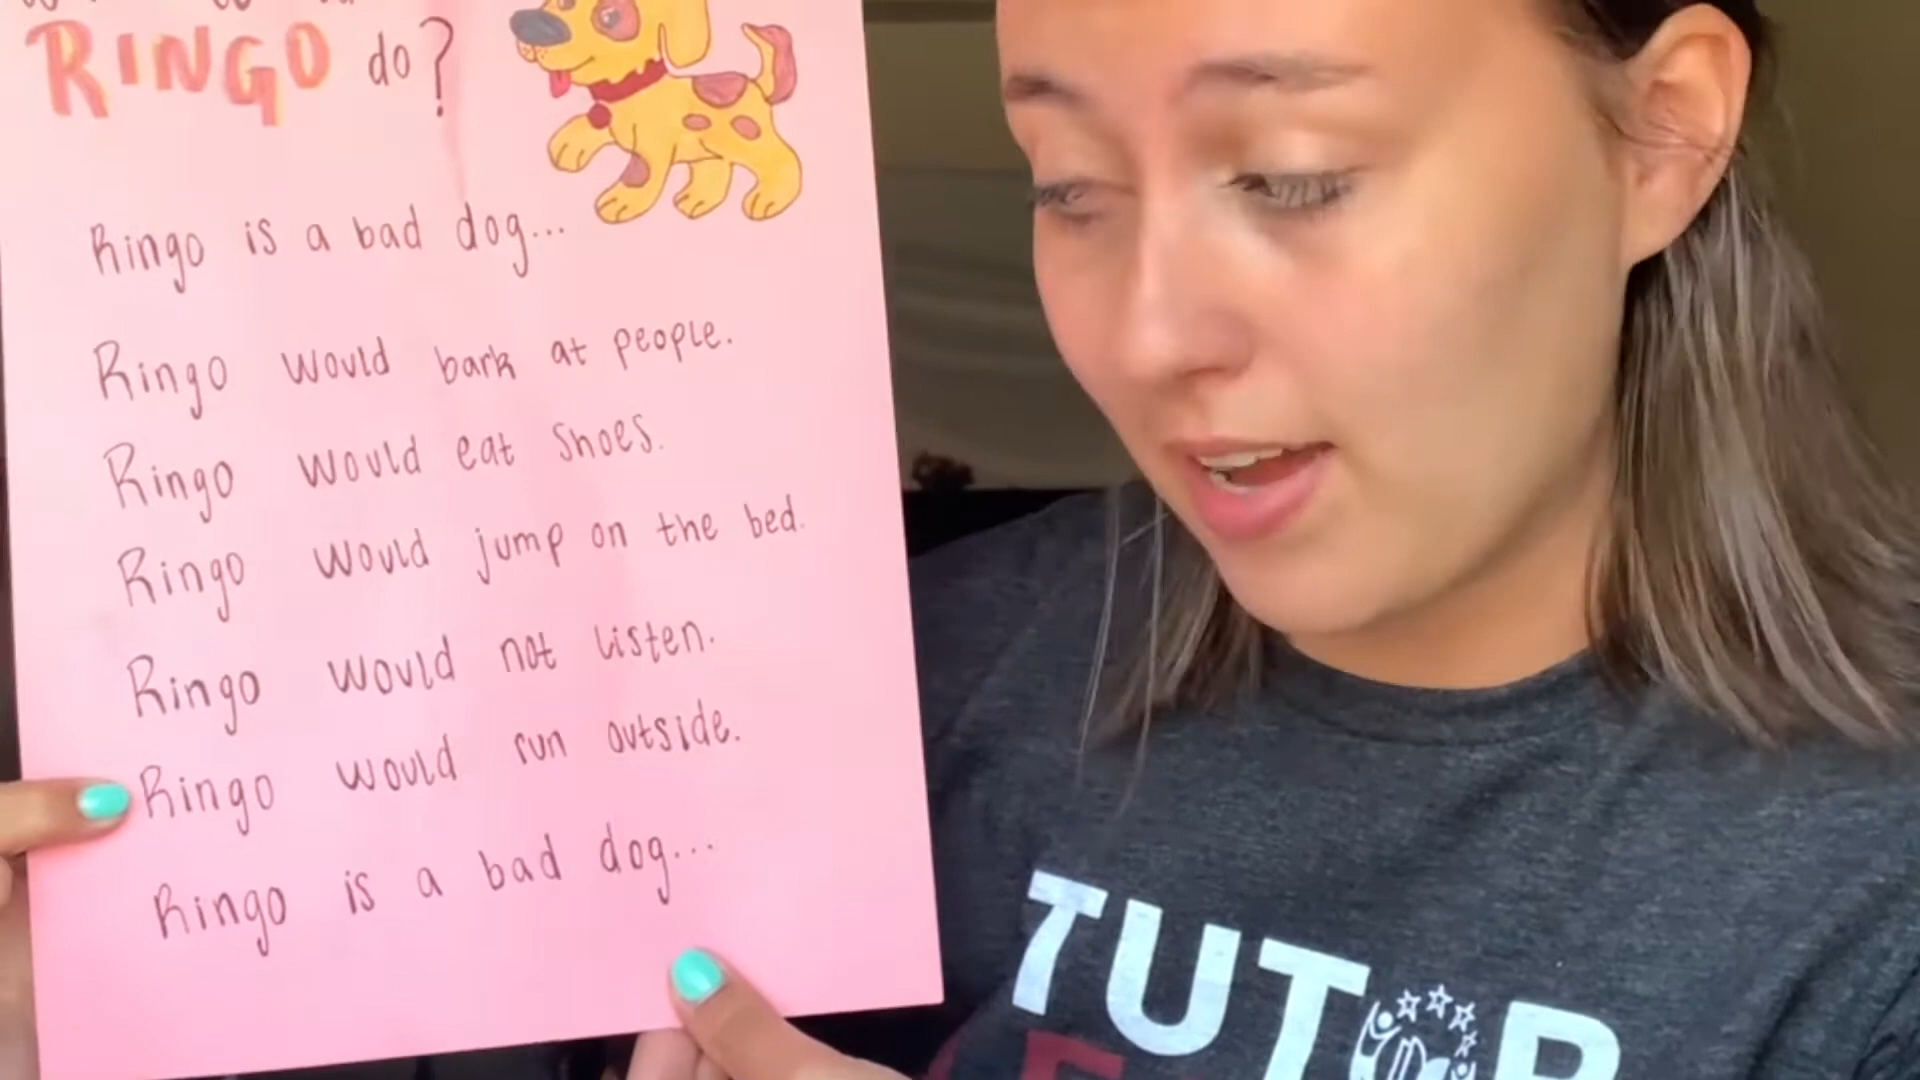 RINGO do?
Ringo is a bad dog...
Ringo would bark at people.
Ringo would eat shoes.
Ringo would jump on the bed.
Ringo would not listen.
Ringo would run outside.
Ringo is a bad dog...
TUTOR